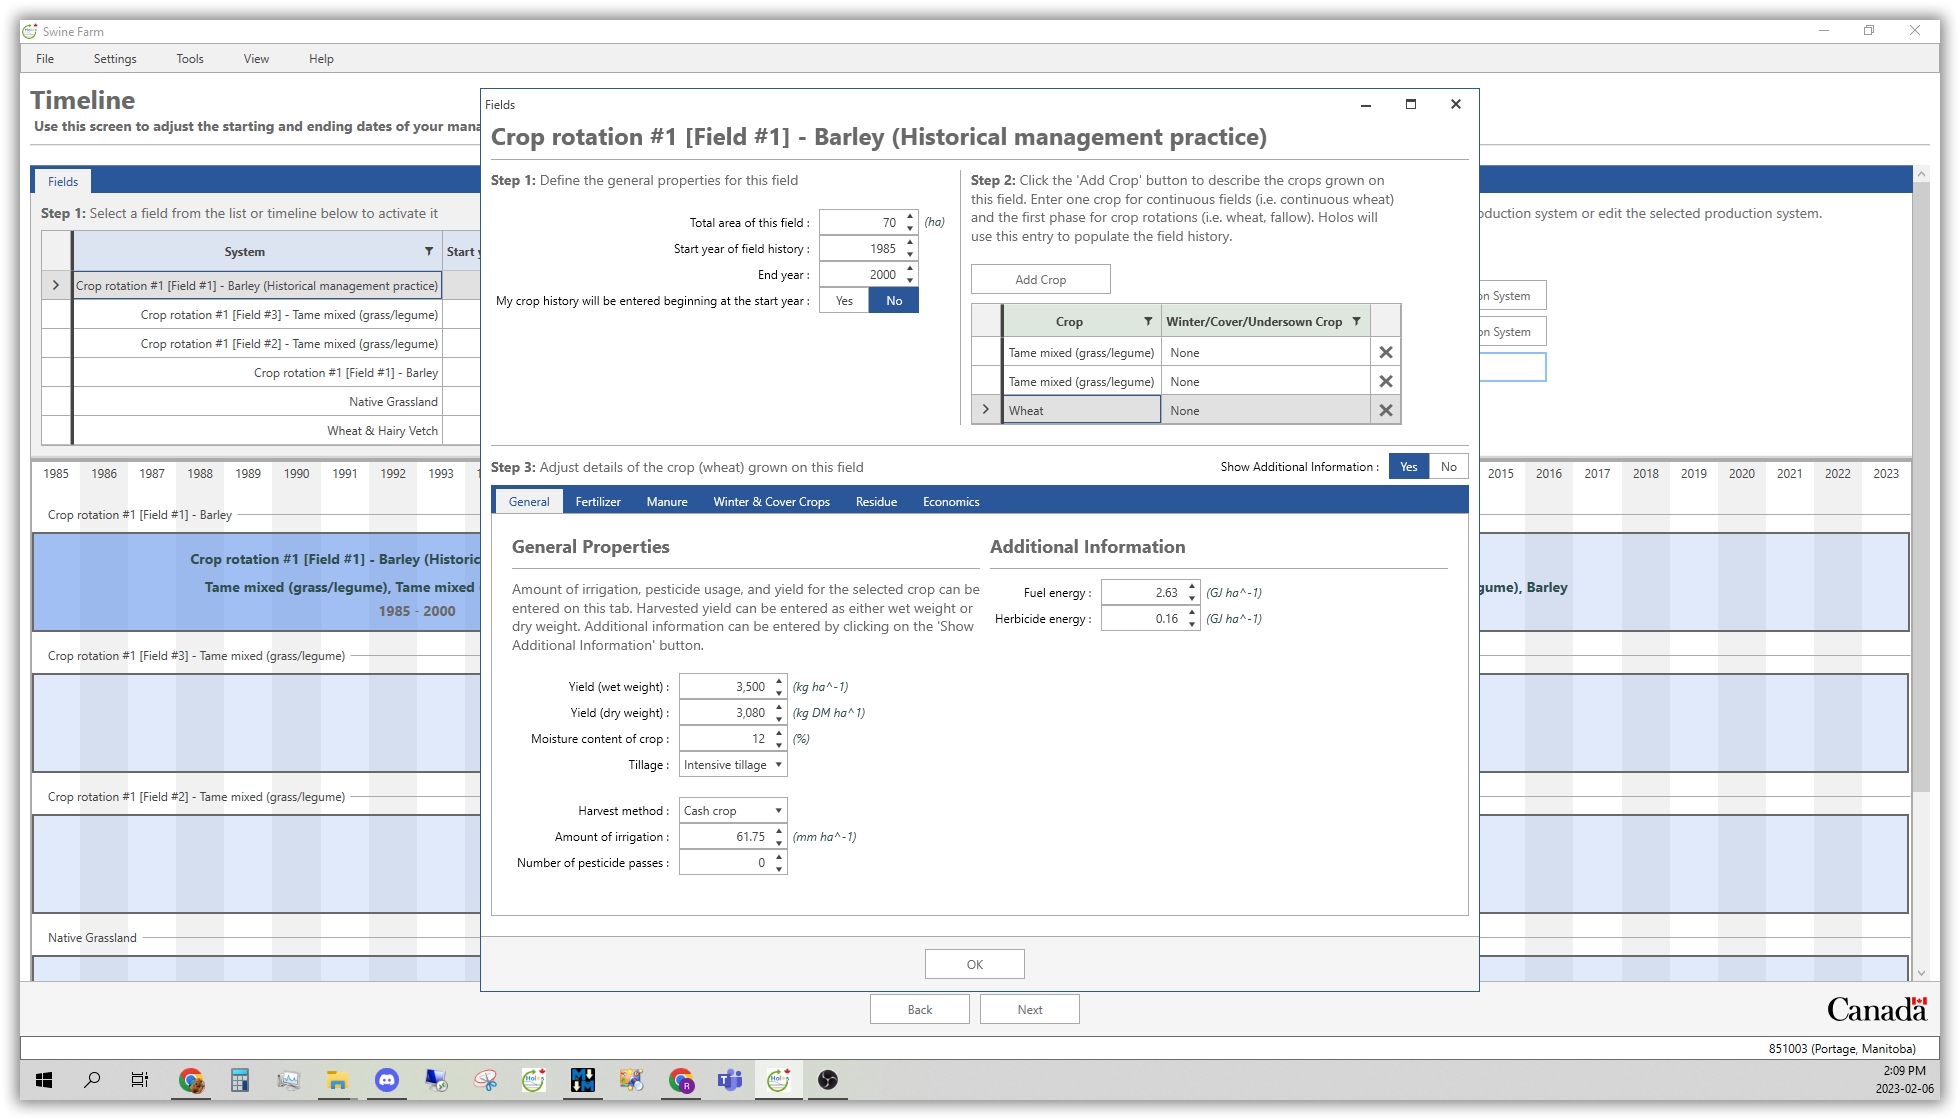 Swine Farm
File Settings Tools View Help
Timeline
Use this screen to adjust the starting and ending dates of your mana
Fields
Step 1: Select a field from the list or timeline below to activate it
System Start y
Crop rotation #1 [Field #1] - Barley (Historical management practice)
Crop rotation #1 [Field #3] - Tame mixed (grass/legume)
Crop rotation #1 [Field #2] - Tame mixed (grass/legume)
Crop rotation #1 [Field #1] - Barley
Native Grassland
Wheat & Hairy Vetch
1985 1986 1987 1988 1989 1990 1991 1992 1993
Crop rotation #1 [Field #1] - Barley
Crop rotation #1 [Field #1] - Barley (Historic
Tame mixed (grass/legume), Tame mixed
1985 - 2000
Crop rotation #1 [Field #3] - Tame mixed (grass/legume)
Crop rotation #1 [Field #2] - Tame mixed (grass/legume)
Native Grassland
Fields
Crop rotation #1 [Field #1] - Barley (Historical management practice)
Step 1: Define the general properties for this field
Total area of this field : 70 (ha)
Start year of field history : 1985
End year : 2000
My crop history will be entered beginning at the start year : Yes No
Step 2: Click the 'Add Crop' button to describe the crops grown on
this field. Enter one crop for continuous fields (i.e. continuous wheat)
and the first phase for crop rotations (i.e. wheat, fallow). Holos will
use this entry to populate the field history.
Add Crop
Crop Winter/Cover/Undersown Crop
Tame mixed (grass/legume) None
Tame mixed (grass/legume) None
Wheat None
Step 3: Adjust details of the crop (wheat) grown on this field
Show Additional Information : Yes No
General Fertilizer Manure Winter & Cover Crops Residue Economics
General Properties
Amount of irrigation, pesticide usage, and yield for the selected crop can be
entered on this tab. Harvested yield can be entered as either wet weight or
dry weight. Additional information can be entered by clicking on the 'Show
Additional Information' button.
Yield (wet weight) : 3,500 (kg ha^-1)
Yield (dry weight) : 3,080 (kg DM ha^1)
Moisture content of crop : 12 (%)
Tillage : Intensive tillage
Harvest method : Cash crop
Amount of irrigation : 61.75 (mm ha^-1)
Number of pesticide passes : 0
Additional Information
Fuel energy : 2.63 (GJ ha^-1)
Herbicide energy : 0.16 (GJ ha^-1)
OK
oduction system or edit the selected production system.
on System
on System
2015 2016 2017 2018 2019 2020 2021 2022 2023
gume), Barley
Back Next
Canada
851003 (Portage, Manitoba)
2:09 PM
2023-02-06